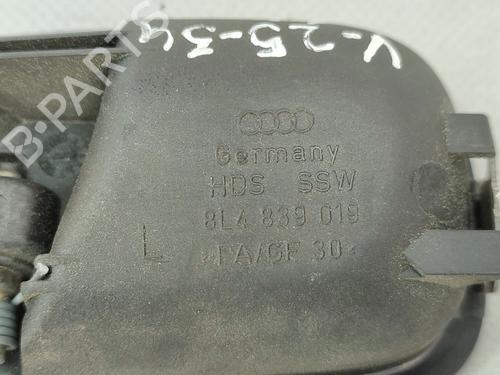 V-25-34
B-PARTS
Germany
HDS SSW
8L4 839 019
L
>PA/GF 30<